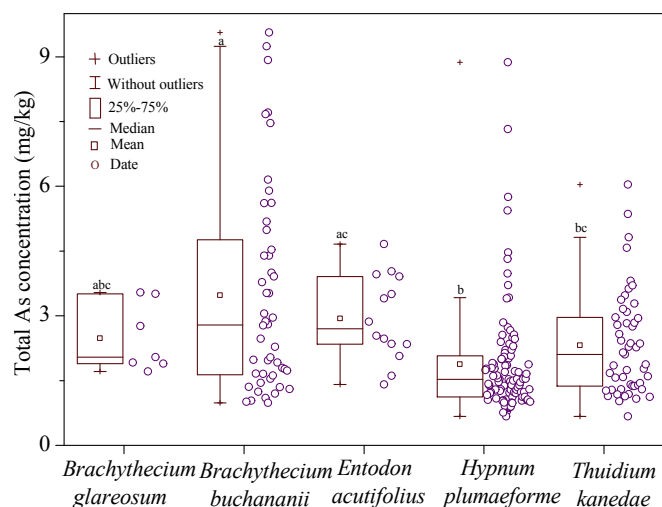 Total As concentration (mg/kg)
9
6
3
0
Outliers
Without outliers
25%-75%
Median
Mean
Date
abc
a
ac
b
bc
Brachythecium glareosum
Brachythecium buchananii
Entodon acutifolius
Hypnum plumaeforme
Thuidium kanedae